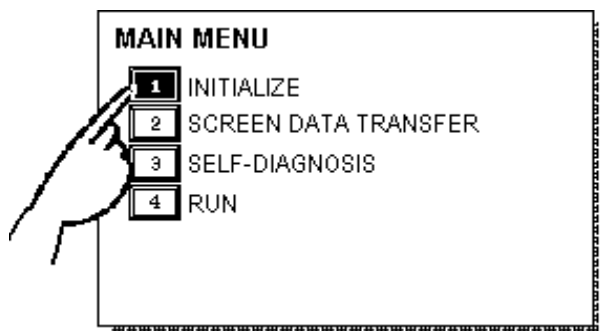 MAIN MENU
1 INITIALIZE
2 SCREEN DATA TRANSFER
3 SELF-DIAGNOSIS
4 RUN